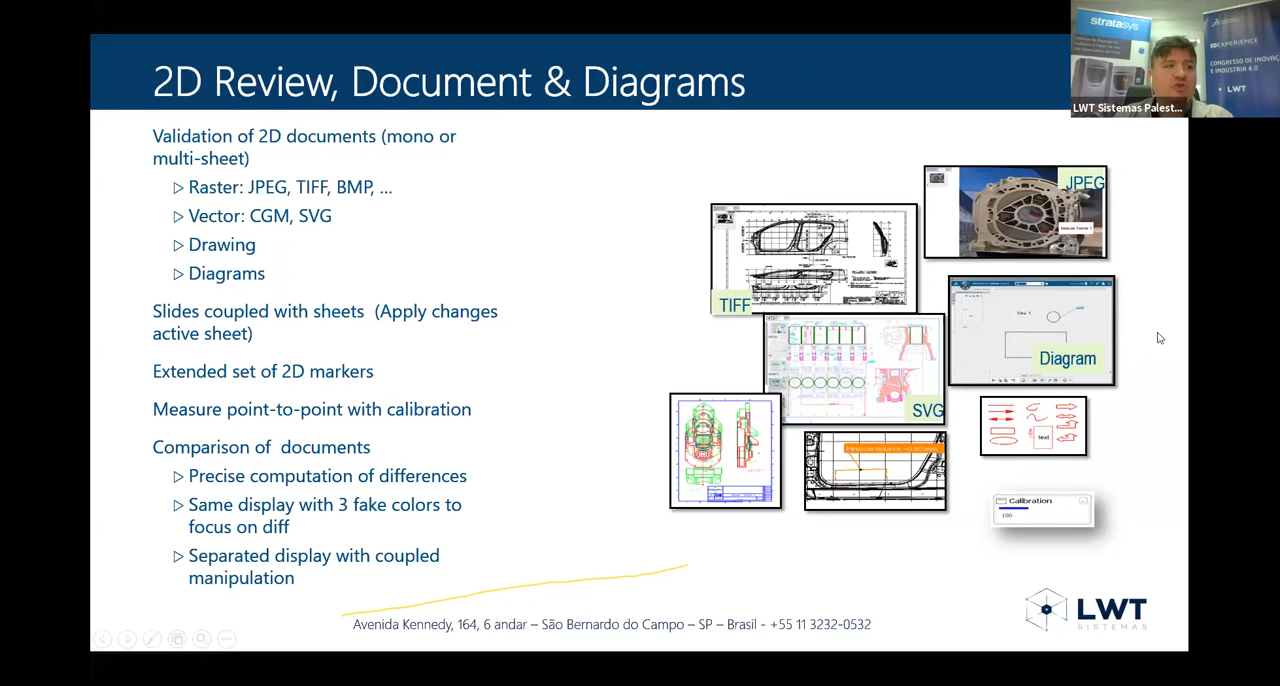 2D Review, Document & Diagrams
Validation of 2D documents (mono or
multi-sheet)
Raster: JPEG, TIFF, BMP, ...
Vector: CGM, SVG
Drawing
Diagrams
Slides coupled with sheets (Apply changes
active sheet)
Extended set of 2D markers
Measure point-to-point with calibration
Comparison of documents
Precise computation of differences
Same display with 3 fake colors to
focus on diff
Separated display with coupled
manipulation
JPEG
TIFF
View 1
Diagram
SVG
text
Calibration
100
Avenida Kennedy, 164, 6 andar – São Bernardo do Campo – SP – Brasil - +55 11 3232-0532
LWT
SISTEMAS
stratasys
3DEXPERIENCE
CONGRESSO DE INOVAÇ
E INDÚSTRIA 4.0
LWT
LWT Sistemas Palest...